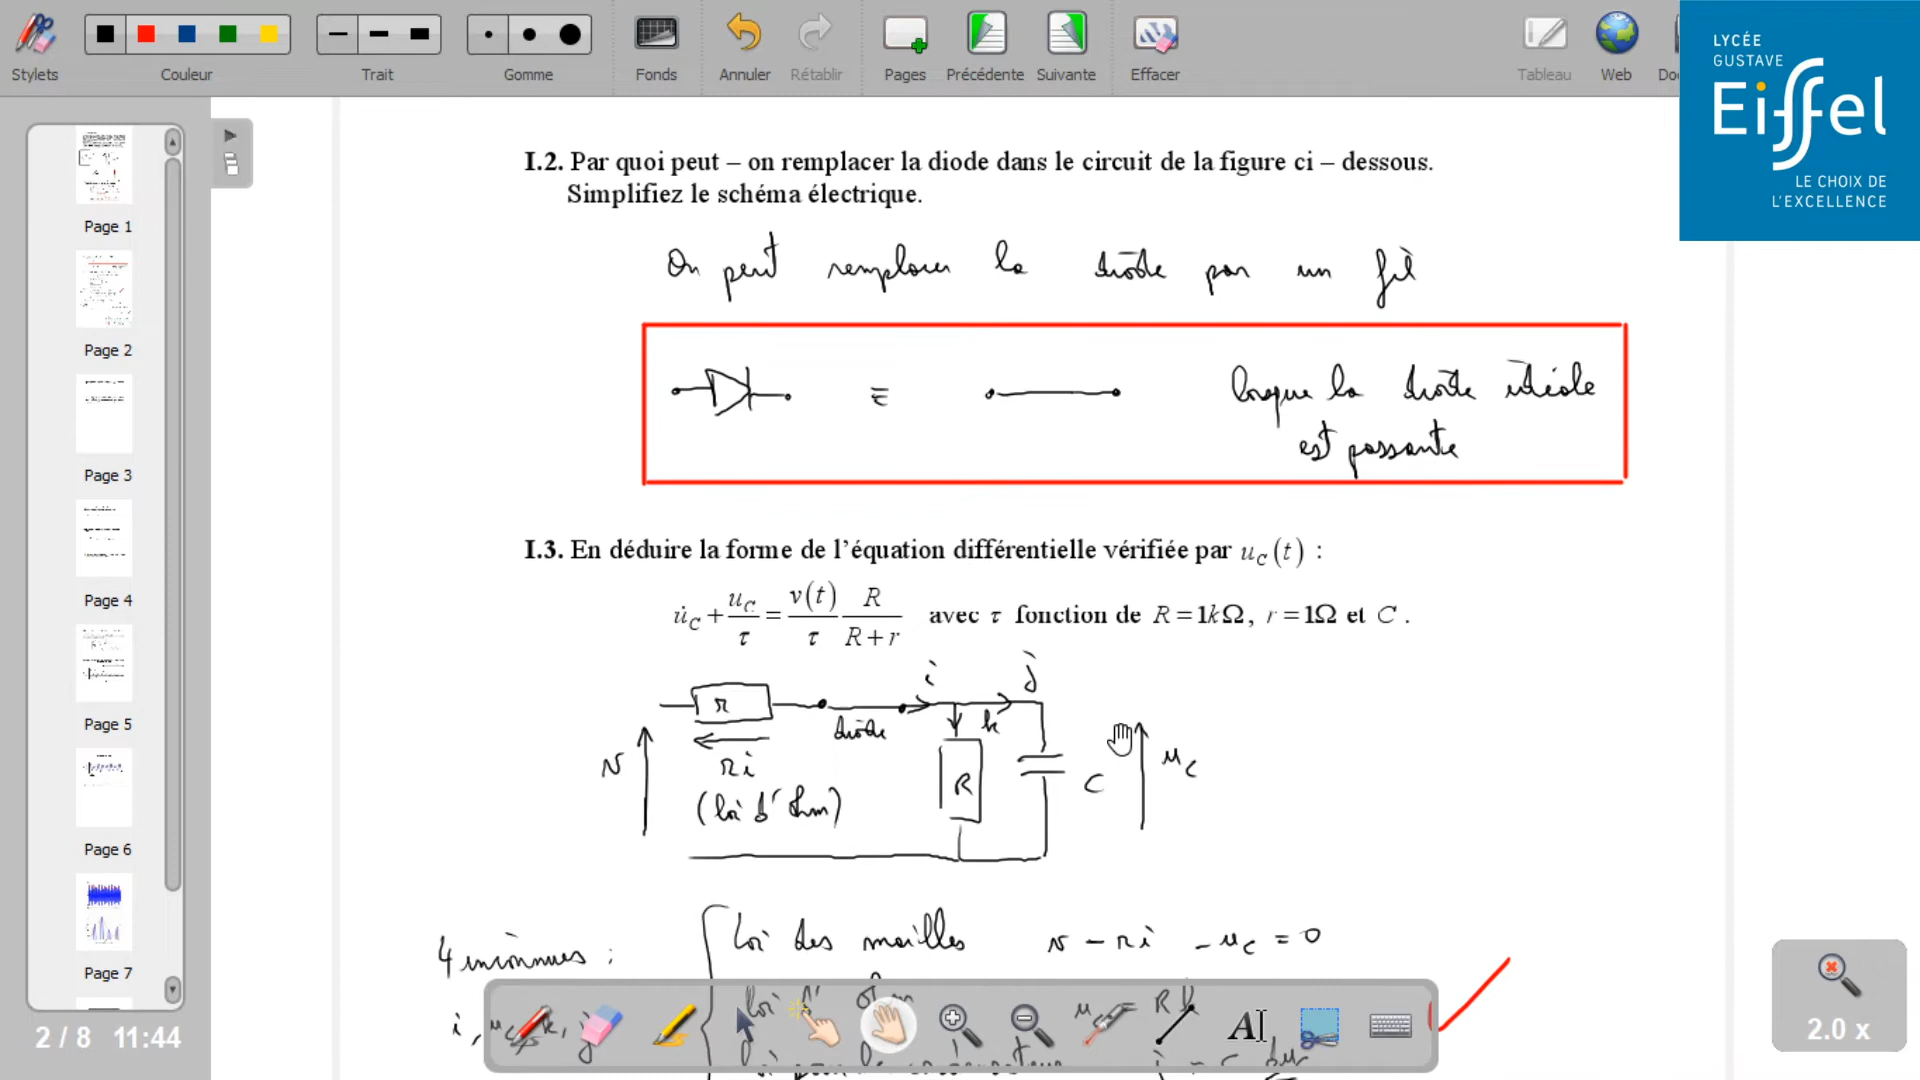 Stylets
Couleur
Trait
Gomme
Fonds
Annuler
Rétablir
Pages
Précédente
Suivante
Effacer
Tableau
Web
LYCÉE
GUSTAVE
Eiffel
LE CHOIX DE
L'EXCELLENCE
Page 1
Page 2
Page 3
Page 4
Page 5
Page 6
Page 7
2 / 8 11:44
I.2. Par quoi peut – on remplacer la diode dans le circuit de la figure ci – dessous.
Simplifiez le schéma électrique.
On peut remplacer la diode par un fil
≡ lorsque la diode idéale
est passante
I.3. En déduire la forme de l'équation différentielle vérifiée par u_C(t) :
u̇_C + u_C/τ = v(t)/τ R/(R+r) avec τ fonction de R=1kΩ, r=1Ω et C .
i j
r diode k
v ri R C u_C
(loi d'Ohm)
4 inconnues : loi des mailles v - ri - u_C = 0
2.0 x